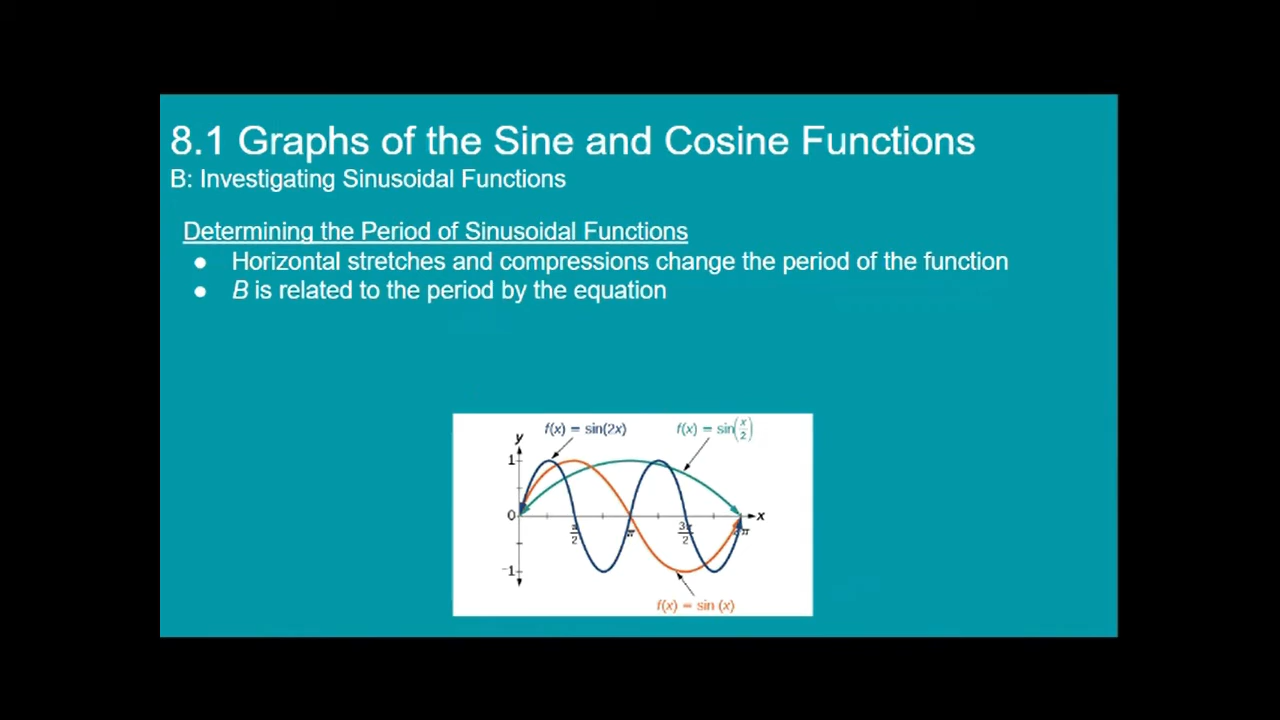 8.1 Graphs of the Sine and Cosine Functions
B: Investigating Sinusoidal Functions
Determining the Period of Sinusoidal Functions
● Horizontal stretches and compressions change the period of the function
● B is related to the period by the equation
f(x) = sin(2x)
f(x) = sin(x/2)
y
1
0
x
π/2
π
3π/2
2π
−1
f(x) = sin (x)